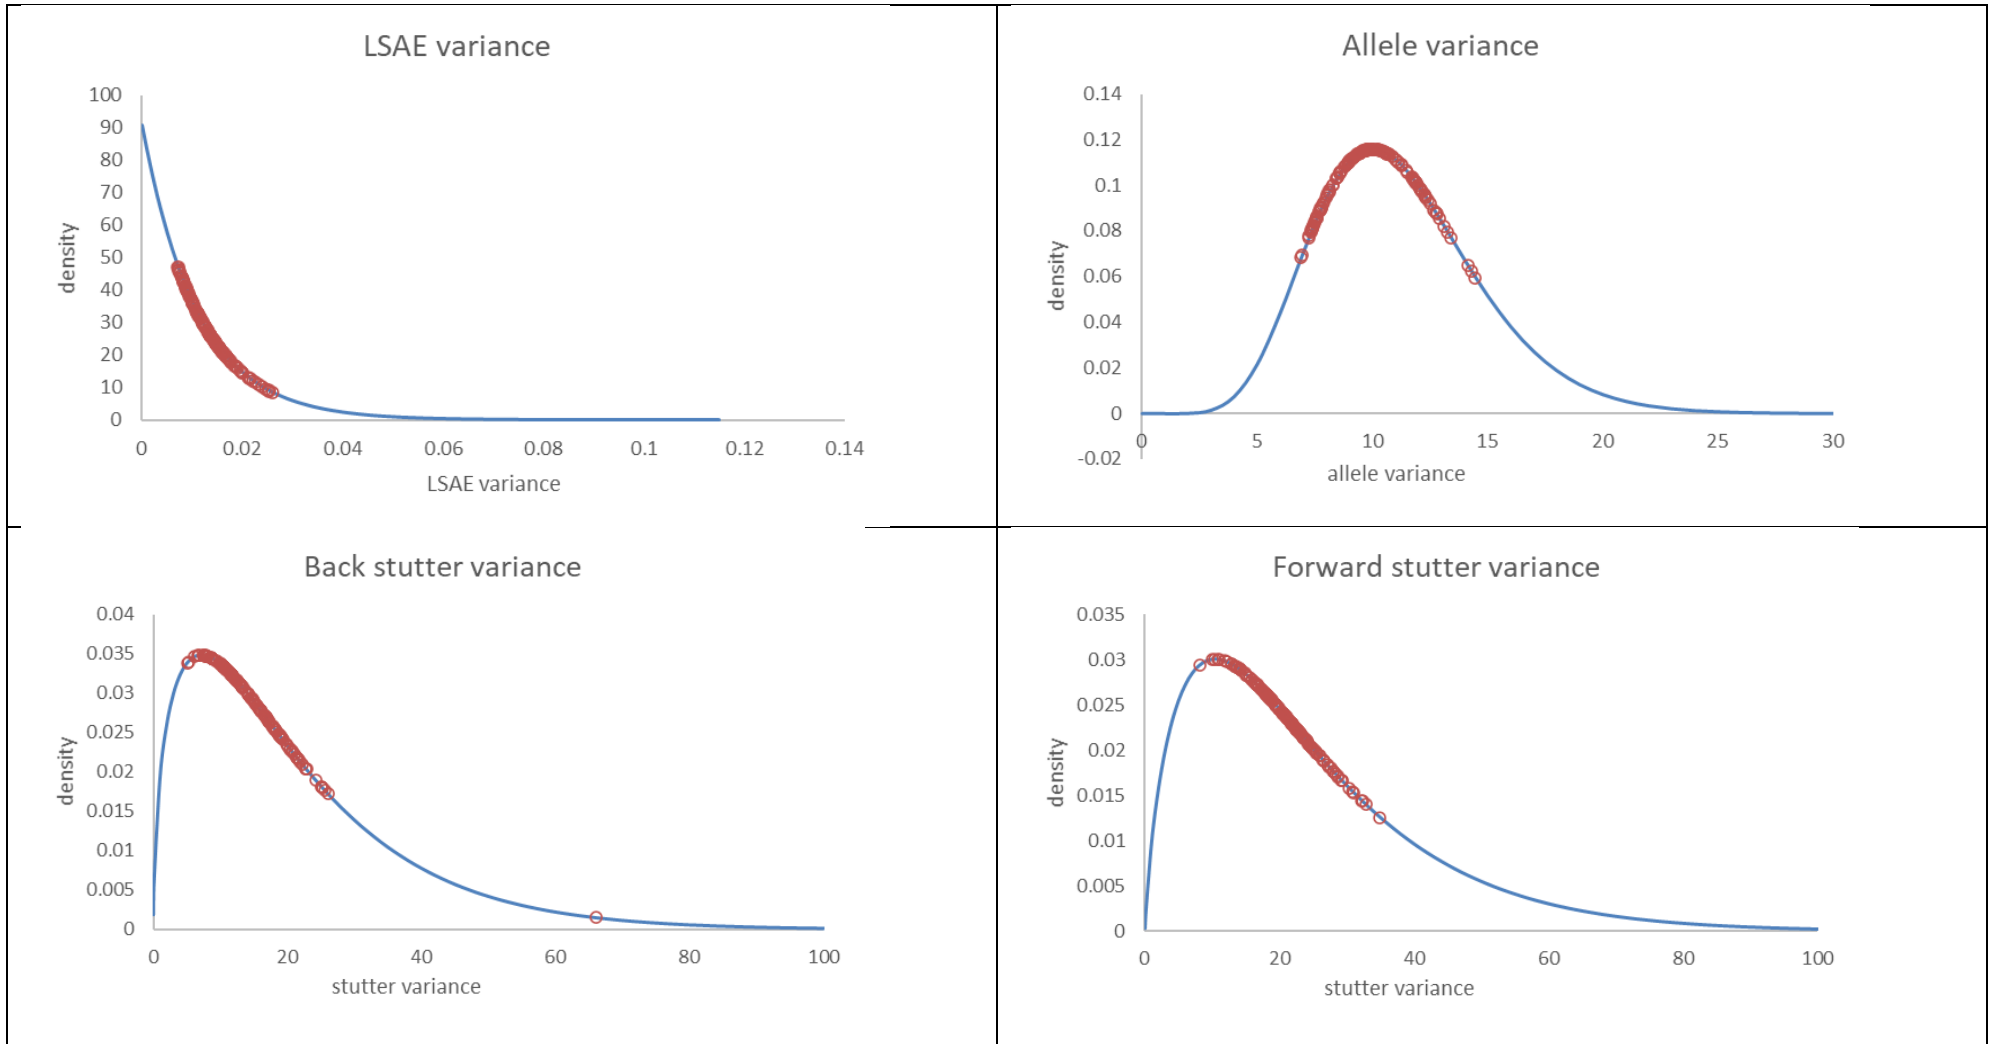 LSAE variance
100
90
80
70
60
50
40
30
20
10
0
density
0 0.02 0.04 0.06 0.08 0.1 0.12 0.14
LSAE variance
Allele variance
0.14
0.12
0.1
0.08
0.06
0.04
0.02
0
-0.02
density
0 5 10 15 20 25 30
allele variance
Back stutter variance
0.04
0.035
0.03
0.025
0.02
0.015
0.01
0.005
0
density
0 20 40 60 80 100
stutter variance
Forward stutter variance
0.035
0.03
0.025
0.02
0.015
0.01
0.005
0
density
0 20 40 60 80 100
stutter variance